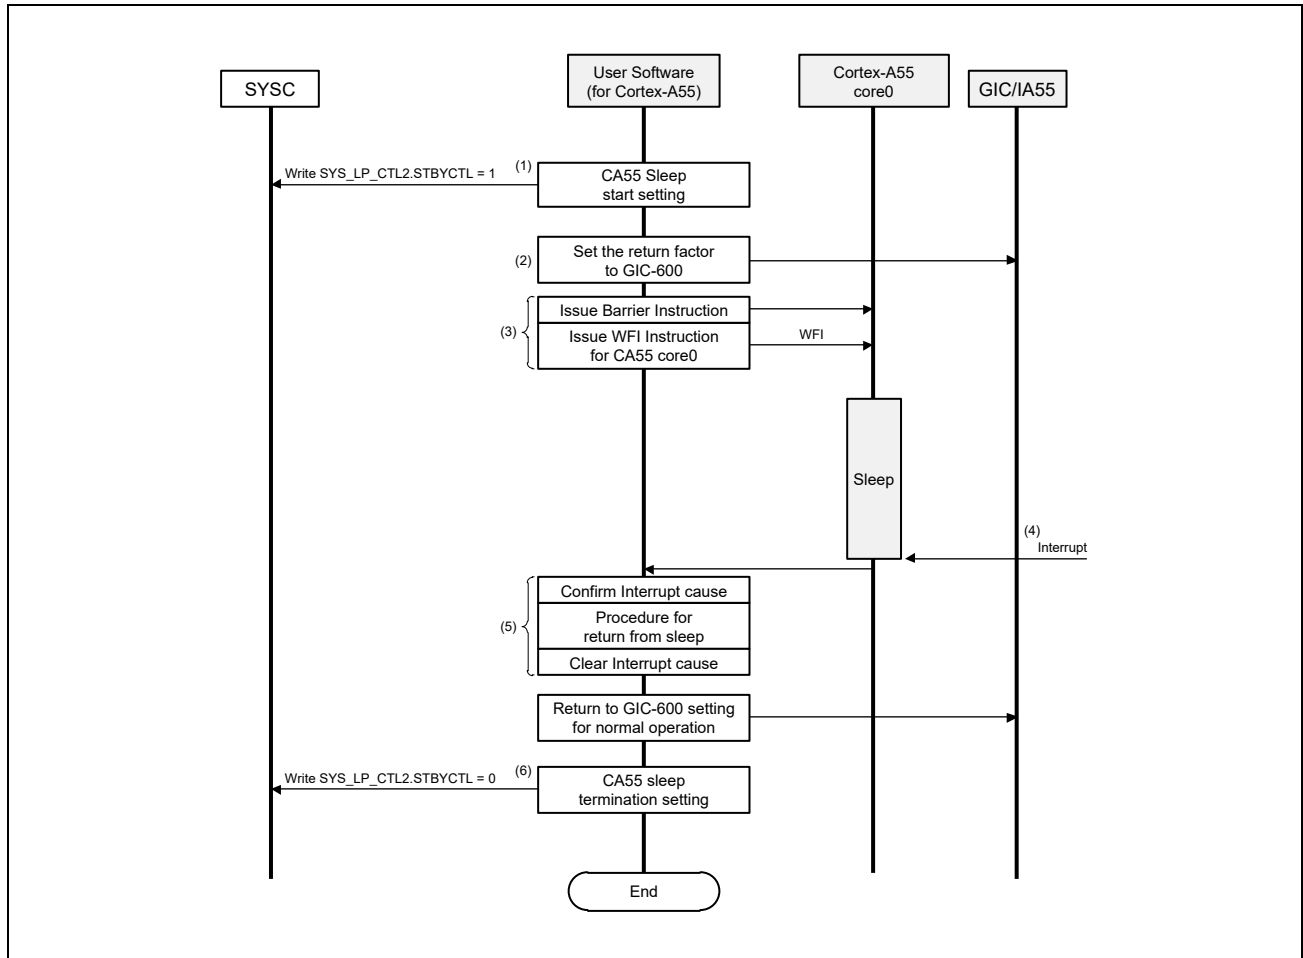 SYSC
User Software
(for Cortex-A55)
Cortex-A55
core0
GIC/IA55
Write SYS_LP_CTL2.STBYCTL = 1
(1)
CA55 Sleep
start setting
(2)
Set the return factor
to GIC-600
(3)
Issue Barrier Instruction
Issue WFI Instruction
for CA55 core0
WFI
Sleep
(4)
Interrupt
(5)
Confirm Interrupt cause
Procedure for
return from sleep
Clear Interrupt cause
Return to GIC-600 setting
for normal operation
Write SYS_LP_CTL2.STBYCTL = 0
(6)
CA55 sleep
termination setting
End